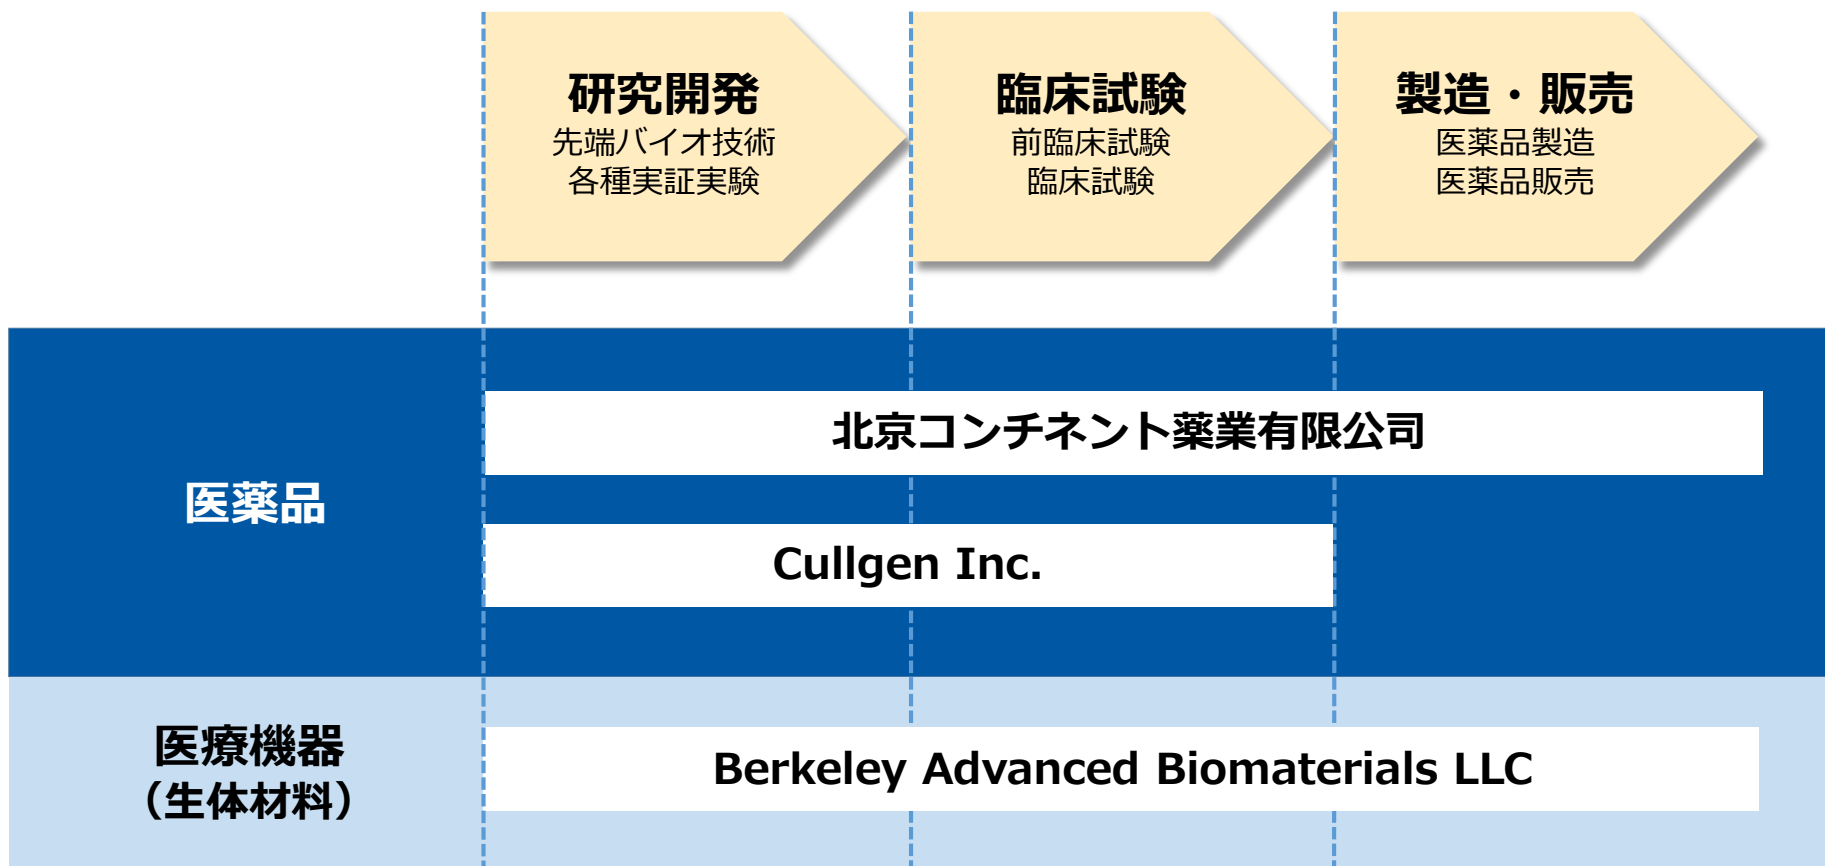 研究開発
先端バイオ技術
各種実証実験
臨床試験
前臨床試験
臨床試験
製造・販売
医薬品製造
医薬品販売
医薬品
北京コンチネント薬業有限公司
Cullgen Inc.
医療機器
（生体材料）
Berkeley Advanced Biomaterials LLC